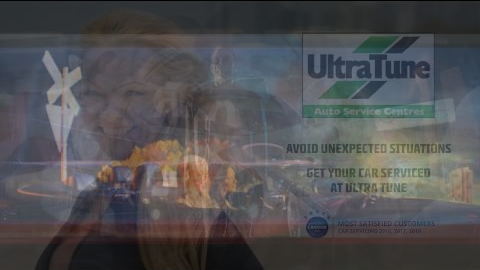 UltraTune
Auto Service Centres
AVOID UNEXPECTED SITUATIONS
GET YOUR CAR SERVICED
AT ULTRA TUNE
MOST SATISFIED CUSTOMERS